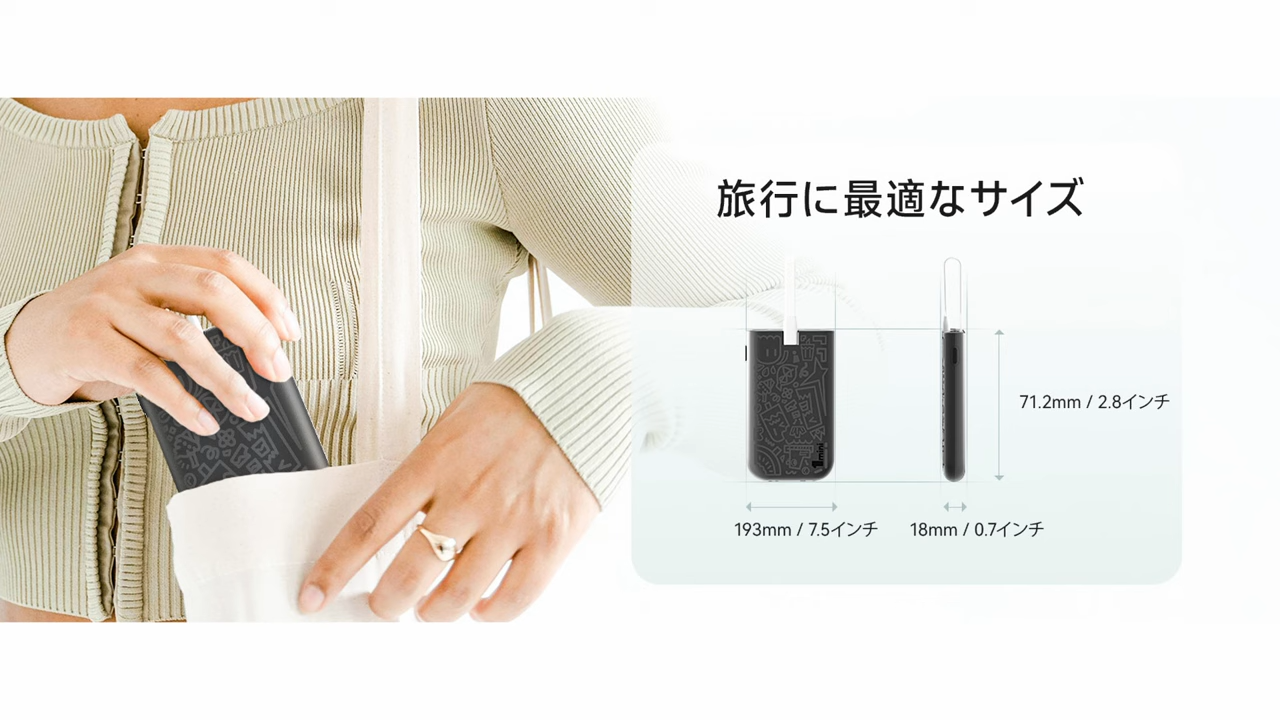 旅行に最適なサイズ
71.2mm / 2.8インチ
mini
193mm / 7.5インチ
18mm / 0.7インチ